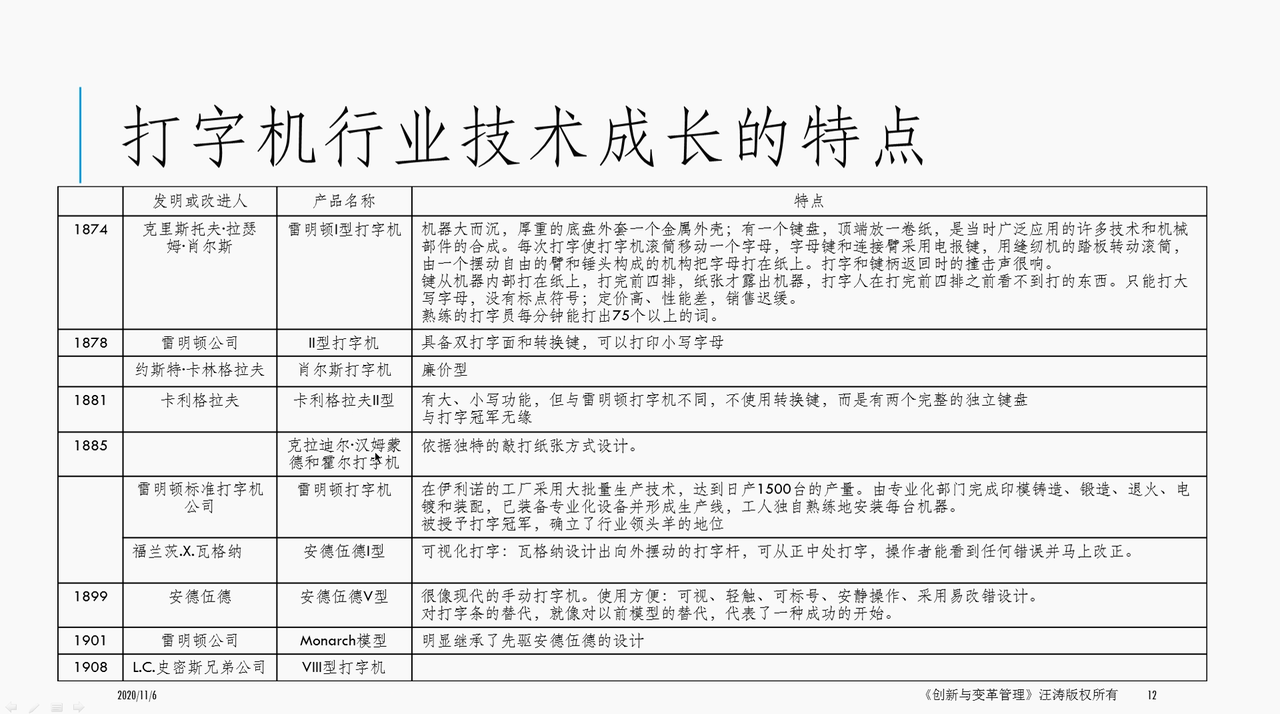 打字机行业技术成长的特点
发明或改进人 产品名称 特点
1874 克里斯托夫·拉瑟姆·肖尔斯 雷明顿I型打字机 机器大而沉，厚重的底盘外套一个金属外壳；有一个键盘，顶端放一卷纸，是当时广泛应用的许多技术和机械
部件的合成。每次打字使打字机滚筒移动一个字母，字母键和连接臂采用电报键，用缝纫机的踏板转动滚筒，
由一个摆动自由的臂和锤头构成的机构把字母打在纸上。打字和键柄返回时的撞击声很响。
键从机器内部打在纸上，打完前四排，纸张才露出机器，打字人在打完前四排之前看不到打的东西。只能打大
写字母，没有标点符号；定价高、性能差，销售迟缓。
熟练的打字员每分钟能打出75个以上的词。
1878 雷明顿公司 II型打字机 具备双打字面和转换键，可以打印小写字母
约斯特·卡林格拉夫 肖尔斯打字机 廉价型
1881 卡利格拉夫 卡利格拉夫II型 有大、小写功能，但与雷明顿打字机不同，不使用转换键，而是有两个完整的独立键盘
与打字冠军无缘
1885 克拉迪尔·汉姆蒙德和霍尔打字机 依据独特的敲打纸张方式设计。
雷明顿标准打字机公司 雷明顿打字机 在伊利诺的工厂采用大批量生产技术，达到日产1500台的产量。由专业化部门完成印模铸造、锻造、退火、电
镀和装配，已装备专业化设备并形成生产线，工人独自熟练地安装每台机器。
被授予打字冠军，确立了行业领头羊的地位
福兰茨.X.瓦格纳 安德伍德I型 可视化打字：瓦格纳设计出向外摆动的打字杆，可从正中处打字，操作者能看到任何错误并马上改正。
1899 安德伍德 安德伍德V型 很像现代的手动打字机。使用方便：可视、轻触、可标号、安静操作、采用易改错设计。
对打字条的替代，就像对以前模型的替代，代表了一种成功的开始。
1901 雷明顿公司 Monarch模型 明显继承了先驱安德伍德的设计
1908 L.C.史密斯兄弟公司 VIII型打字机
2020/11/6 《创新与变革管理》汪涛版权所有 12